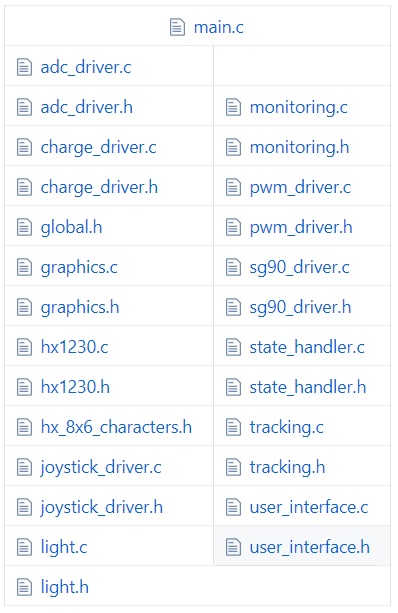 main.c
adc_driver.c
adc_driver.h
monitoring.c
charge_driver.c
monitoring.h
charge_driver.h
pwm_driver.c
global.h
pwm_driver.h
graphics.c
sg90_driver.c
graphics.h
sg90_driver.h
hx1230.c
state_handler.c
hx1230.h
state_handler.h
hx_8x6_characters.h
tracking.c
joystick_driver.c
tracking.h
joystick_driver.h
user_interface.c
light.c
user_interface.h
light.h